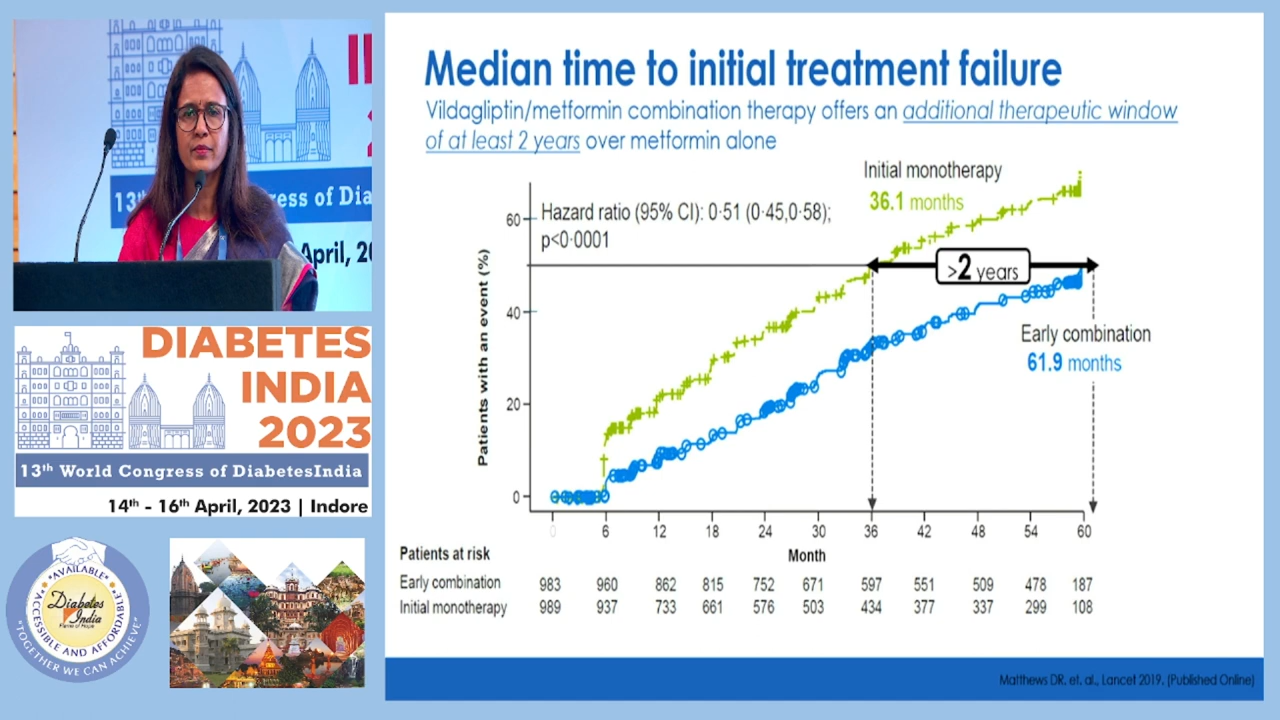 13th
ress of Dia
April, 20
DIABETES
INDIA
2023
13th World Congress of DiabetesIndia
14th - 16th April, 2023 | Indore
*AVAILABLE*
*ACCESSIBLE AND AFFORDABLE*
Diabetes
India
"TOGETHER WE CAN ACHIEVE"
Median time to initial treatment failure
Vildagliptin/metformin combination therapy offers an additional therapeutic window
of at least 2 years over metformin alone
Initial monotherapy
36.1 months
Hazard ratio (95% CI): 0·51 (0·45,0·58);
p<0·0001
>2 years
Early combination
61.9 months
Patients with an event (%)
60
40
20
0
0 6 12 18 24 30 36 42 48 54 60
Month
Patients at risk
Early combination 983 960 862 815 752 671 597 551 509 478 187
Initial monotherapy 989 937 733 661 576 503 434 377 337 299 108
Matthews DR. et. al., Lancet 2019. (Published Online)